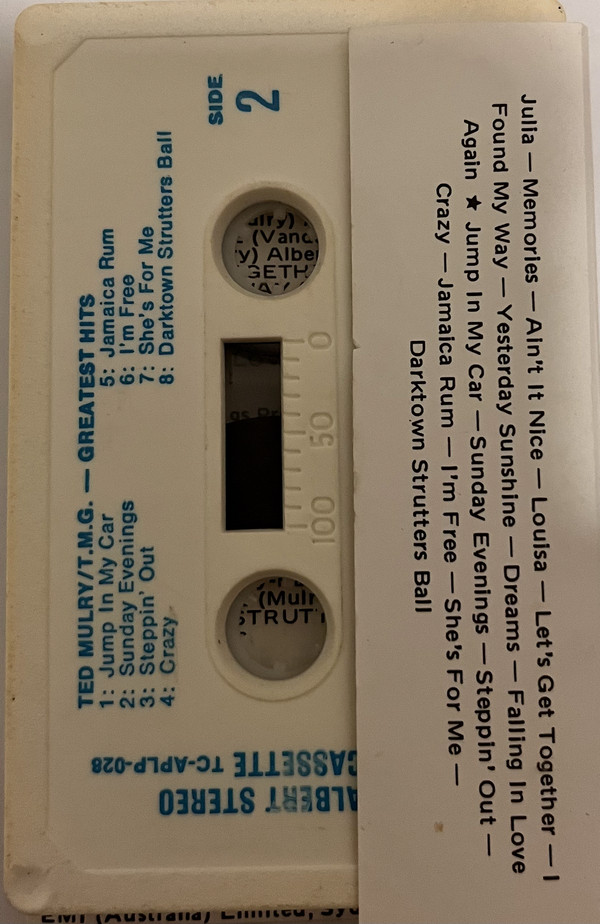 SIDE
2
TED MULRY/T.M.G. — GREATEST HITS
1: Jump In My Car
2: Sunday Evenings
3: Steppin' Out
4: Crazy
5: Jamaica Rum
6: I'm Free
7: She's For Me
8: Darktown Strutters Ball
0 50 100
ALBERT STEREO
CASSETTE TC-APLP-028
Julia — Memories — Ain't It Nice — Louisa — Let's Get Together — I
Found My Way — Yesterday Sunshine — Dreams — Falling In Love
Again ★ Jump In My Car — Sunday Evenings — Steppin' Out —
Crazy — Jamaica Rum — I'm Free — She's For Me —
Darktown Strutters Ball
EMI (Australia) Limited,